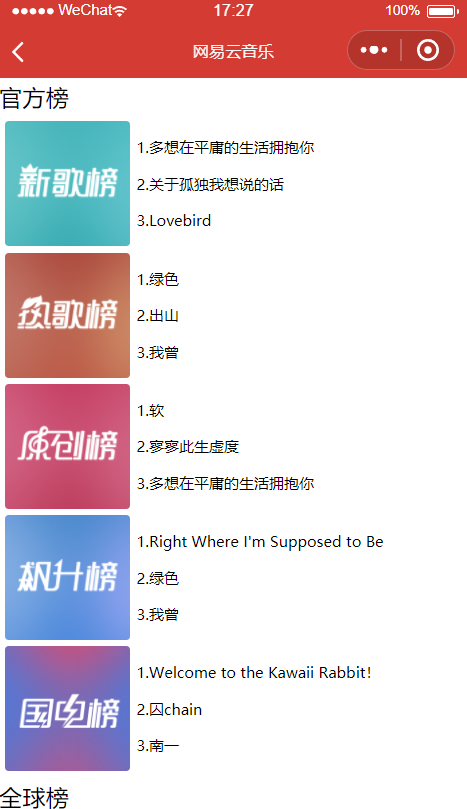 ●●●●● WeChat 17:27 100%
网易云音乐
官方榜
新歌榜
1.多想在平庸的生活拥抱你
2.关于孤独我想说的话
3.Lovebird
热歌榜
1.绿色
2.出山
3.我曾
原创榜
1.软
2.寥寥此生虚度
3.多想在平庸的生活拥抱你
飙升榜
1.Right Where I'm Supposed to Be
2.绿色
3.我曾
国电榜
1.Welcome to the Kawaii Rabbit！
2.囚chain
3.南一
全球榜